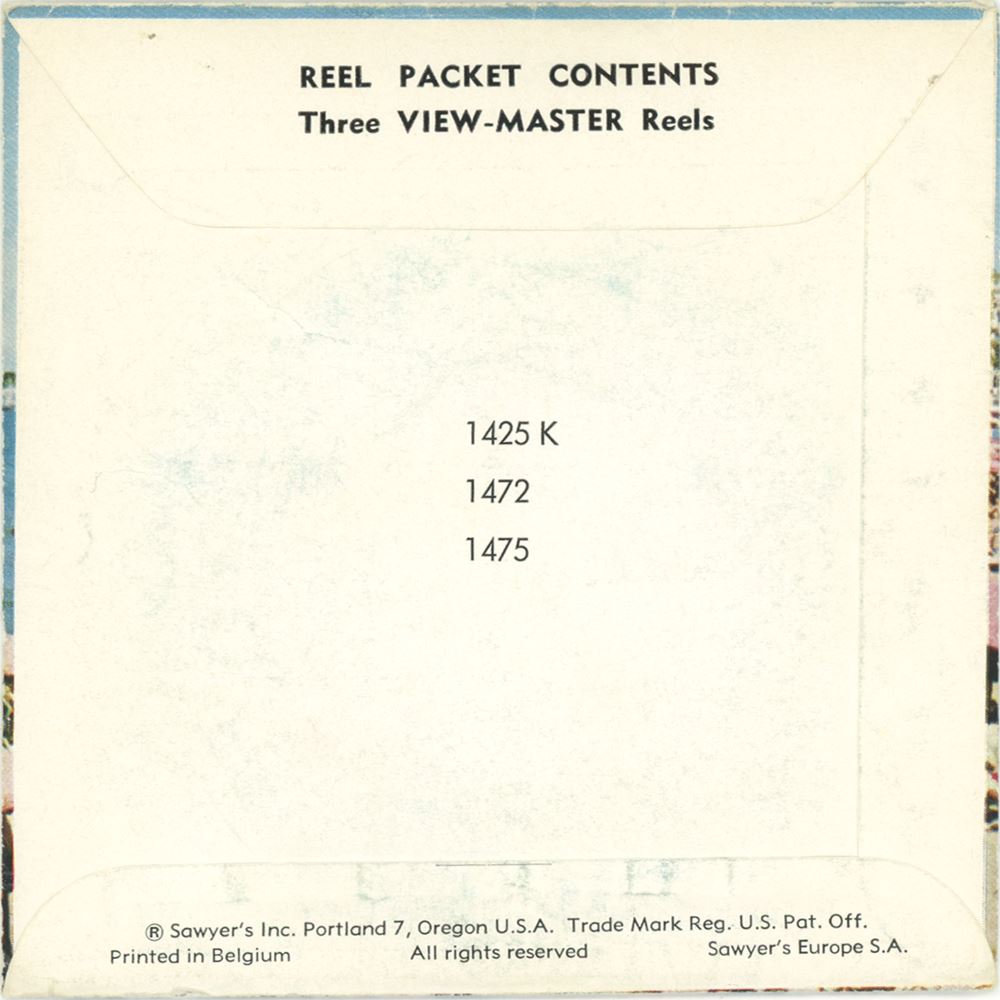 REEL PACKET CONTENTS
Three VIEW-MASTER Reels
1425 K
1472
1475
® Sawyer's Inc. Portland 7, Oregon U.S.A. Trade Mark Reg. U.S. Pat. Off.
Printed in Belgium All rights reserved Sawyer's Europe S.A.